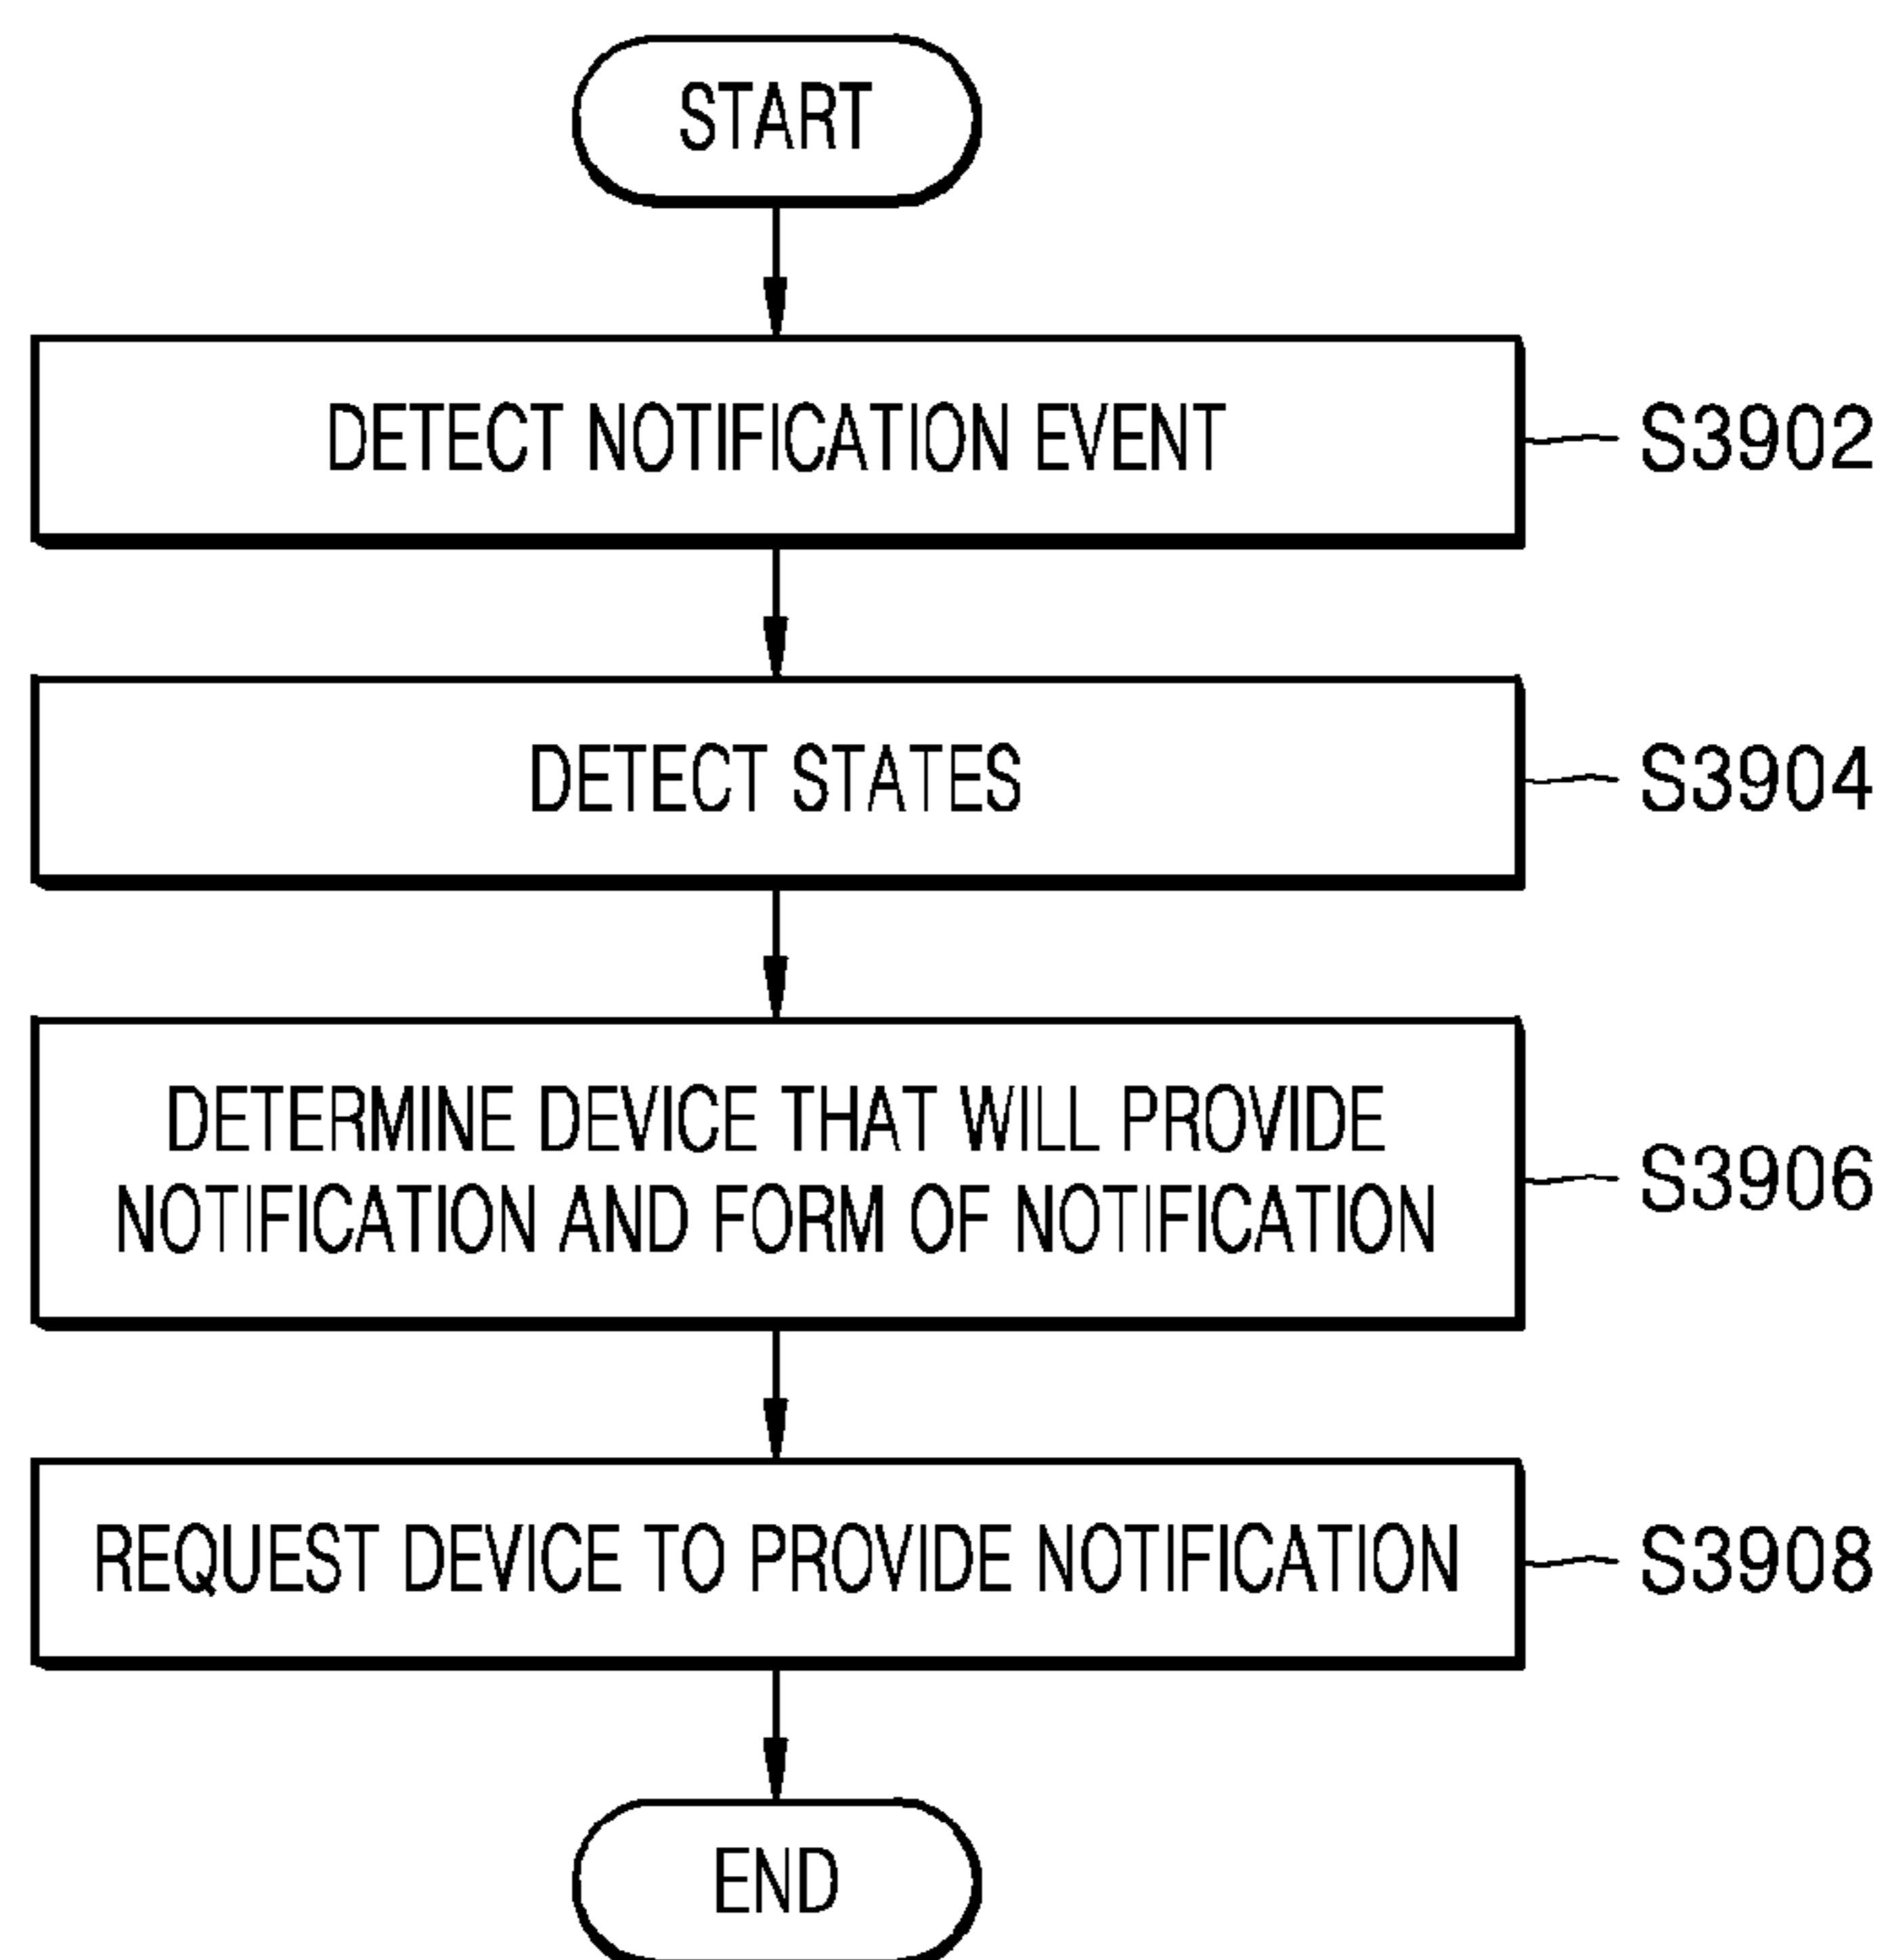 START
DETECT NOTIFICATION EVENT
S3902
DETECT STATES
S3904
DETERMINE DEVICE THAT WILL PROVIDE
NOTIFICATION AND FORM OF NOTIFICATION
S3906
REQUEST DEVICE TO PROVIDE NOTIFICATION
S3908
END